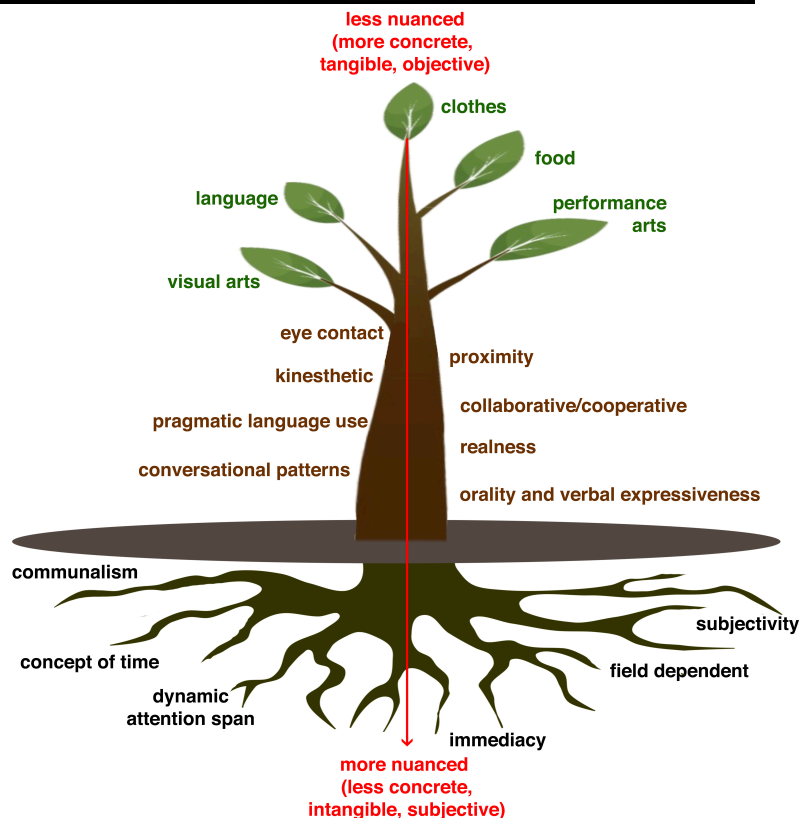 less nuanced
(more concrete,
tangible, objective)
clothes
food
language
performance
arts
visual arts
eye contact
proximity
kinesthetic
collaborative/cooperative
pragmatic language use
realness
conversational patterns
orality and verbal expressiveness
communalism
subjectivity
concept of time
field dependent
dynamic
attention span
immediacy
more nuanced
(less concrete,
intangible, subjective)